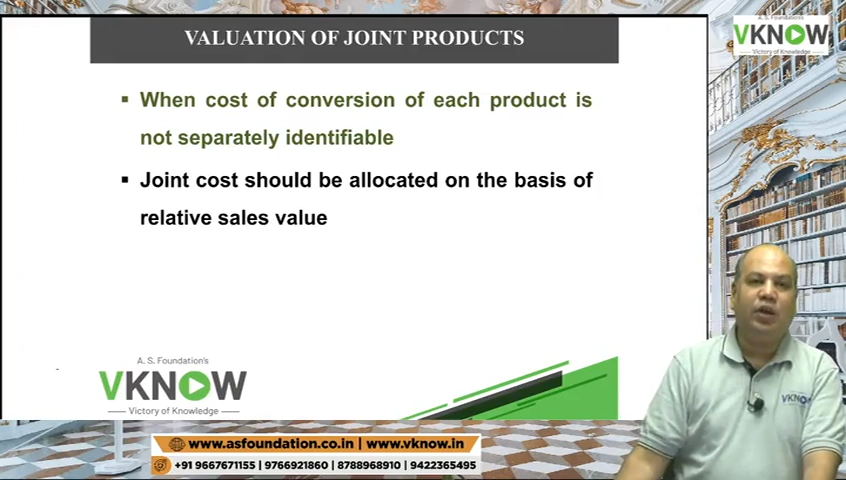 VALUATION OF JOINT PRODUCTS
A. S. Foundation's
VKNOW
Victory of Knowledge
▪ When cost of conversion of each product is
not separately identifiable
▪ Joint cost should be allocated on the basis of
relative sales value
A. S. Foundation's
VKNOW
Victory of Knowledge
VKNOW
www.asfoundation.co.in | www.vknow.in
+91 9667671155 | 9766921860 | 8788968910 | 9422365495